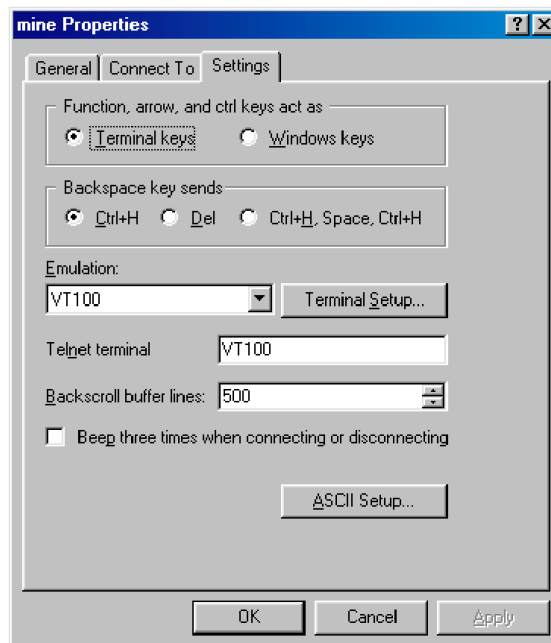 mine Properties
General Connect To Settings
Function, arrow, and ctrl keys act as
Terminal keys Windows keys
Backspace key sends
Ctrl+H Del Ctrl+H, Space, Ctrl+H
Emulation:
VT100 Terminal Setup...
Telnet terminal VT100
Backscroll buffer lines: 500
Beep three times when connecting or disconnecting
ASCII Setup...
OK Cancel Apply